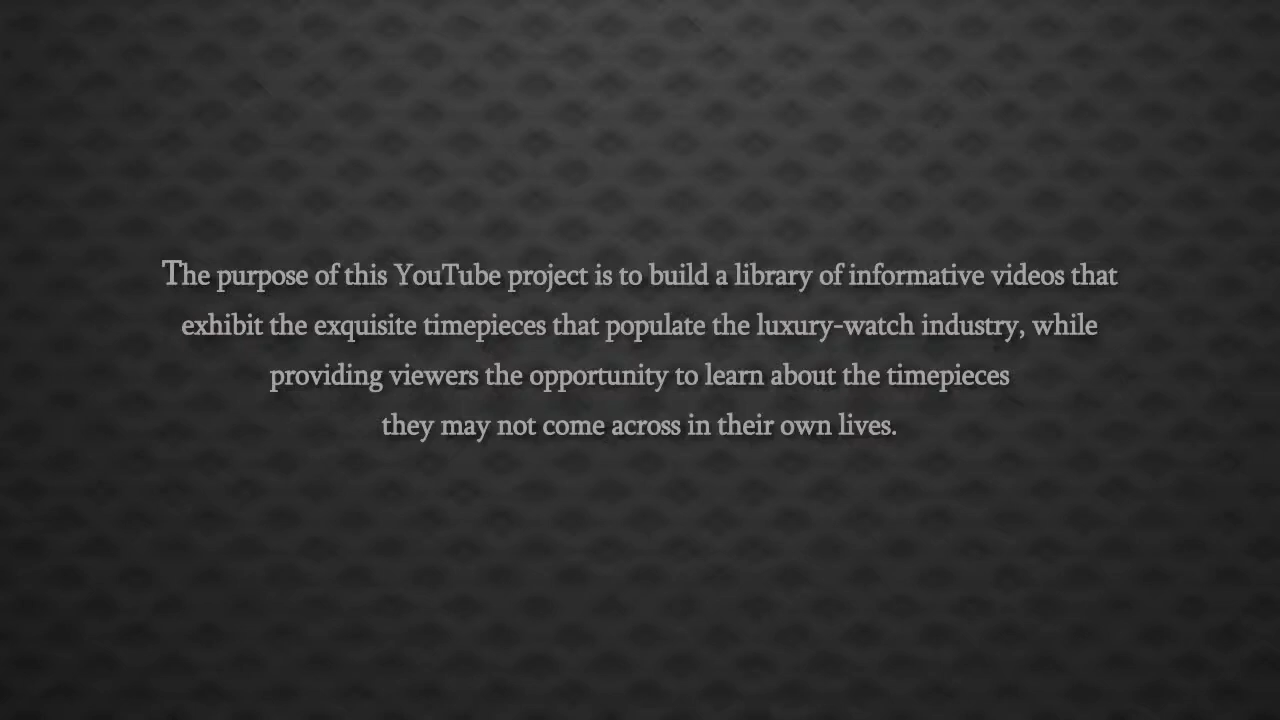 The purpose of this YouTube project is to build a library of informative videos that
exhibit the exquisite timepieces that populate the luxury-watch industry, while
providing viewers the opportunity to learn about the timepieces
they may not come across in their own lives.